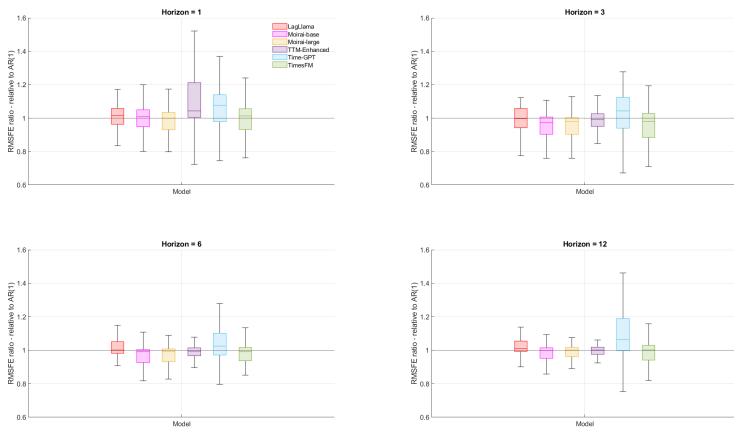 Horizon = 1
RMSFE ratio - relative to AR(1)
1.6
1.4
1.2
1
0.8
0.6
LagLlama
Moirai-base
Moirai-large
TTM-Enhanced
Time-GPT
TimesFM
Model
Horizon = 3
RMSFE ratio - relative to AR(1)
1.6
1.4
1.2
1
0.8
0.6
Model
Horizon = 6
RMSFE ratio - relative to AR(1)
1.6
1.4
1.2
1
0.8
0.6
Model
Horizon = 12
RMSFE ratio - relative to AR(1)
1.6
1.4
1.2
1
0.8
0.6
Model